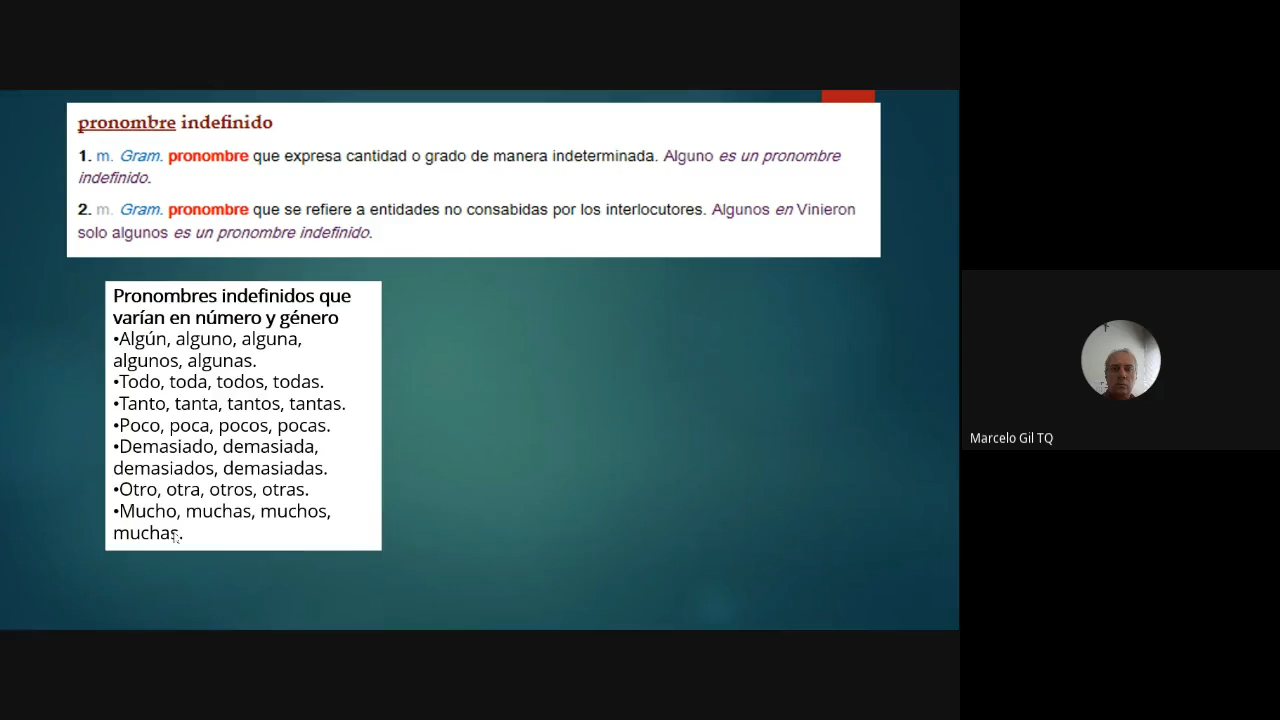 pronombre indefinido
1. m. Gram. pronombre que expresa cantidad o grado de manera indeterminada. Alguno es un pronombre
indefinido.
2. m. Gram. pronombre que se refiere a entidades no consabidas por los interlocutores. Algunos en Vinieron
solo algunos es un pronombre indefinido.
Pronombres indefinidos que
varían en número y género
•Algún, alguno, alguna,
algunos, algunas.
•Todo, toda, todos, todas.
•Tanto, tanta, tantos, tantas.
•Poco, poca, pocos, pocas.
•Demasiado, demasiada,
demasiados, demasiadas.
•Otro, otra, otros, otras.
•Mucho, muchas, muchos,
muchas.
Marcelo Gil TQ